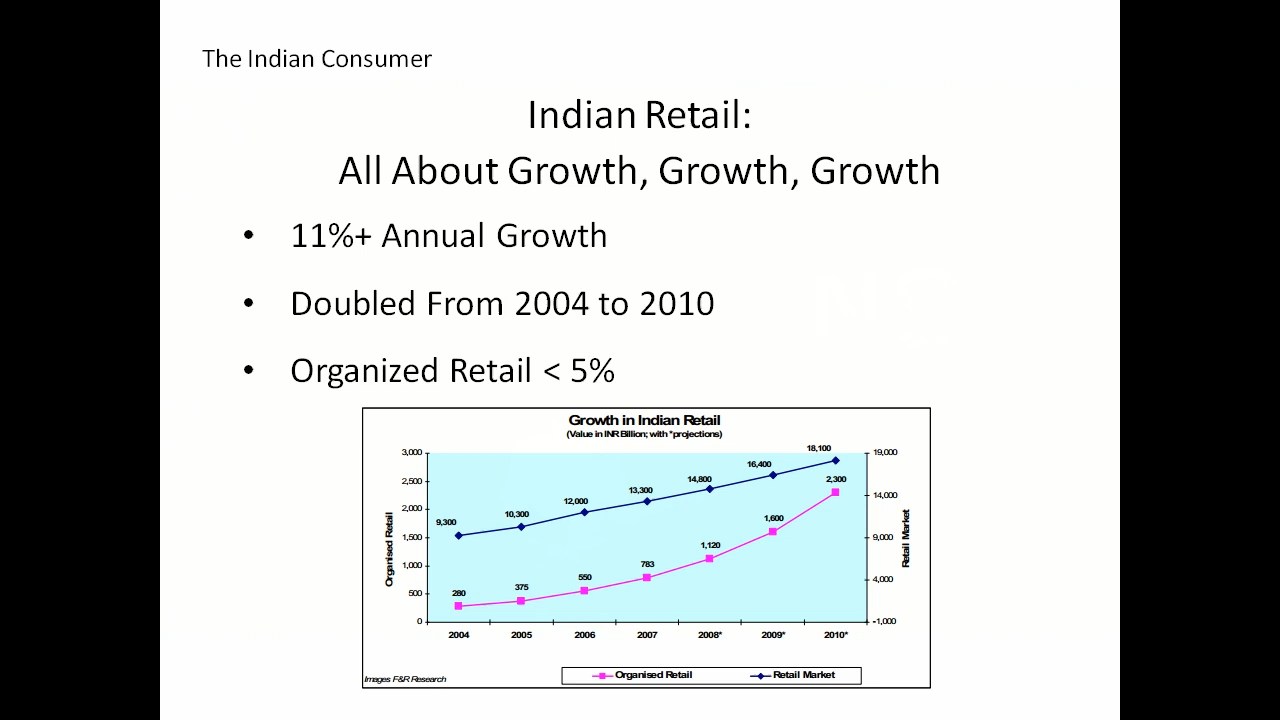 The Indian Consumer
Indian Retail:
All About Growth, Growth, Growth
• 11%+ Annual Growth
• Doubled From 2004 to 2010
• Organized Retail < 5%
Growth in Indian Retail
(Value in INR Billion; with *projections)
3,000
2,500
2,000
1,500
1,000
500
0
Organised Retail
19,000
14,000
9,000
4,000
-1,000
Retail Market
9,300
10,300
12,000
13,300
14,800
16,400
18,100
280
375
550
783
1,120
1,600
2,300
2004 2005 2006 2007 2008* 2009* 2010*
Organised Retail Retail Market
Images F&R Research